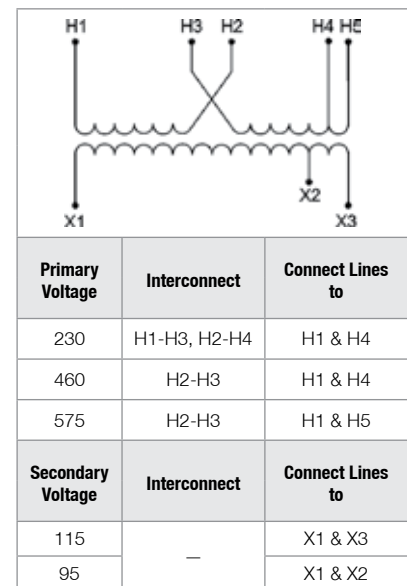 H1 H3 H2 H4 H5
X2
X1 X3
Primary Voltage Interconnect Connect Lines to
230 H1-H3, H2-H4 H1 & H4
460 H2-H3 H1 & H4
575 H2-H3 H1 & H5
Secondary Voltage Interconnect Connect Lines to
115 — X1 & X3
95 X1 & X2